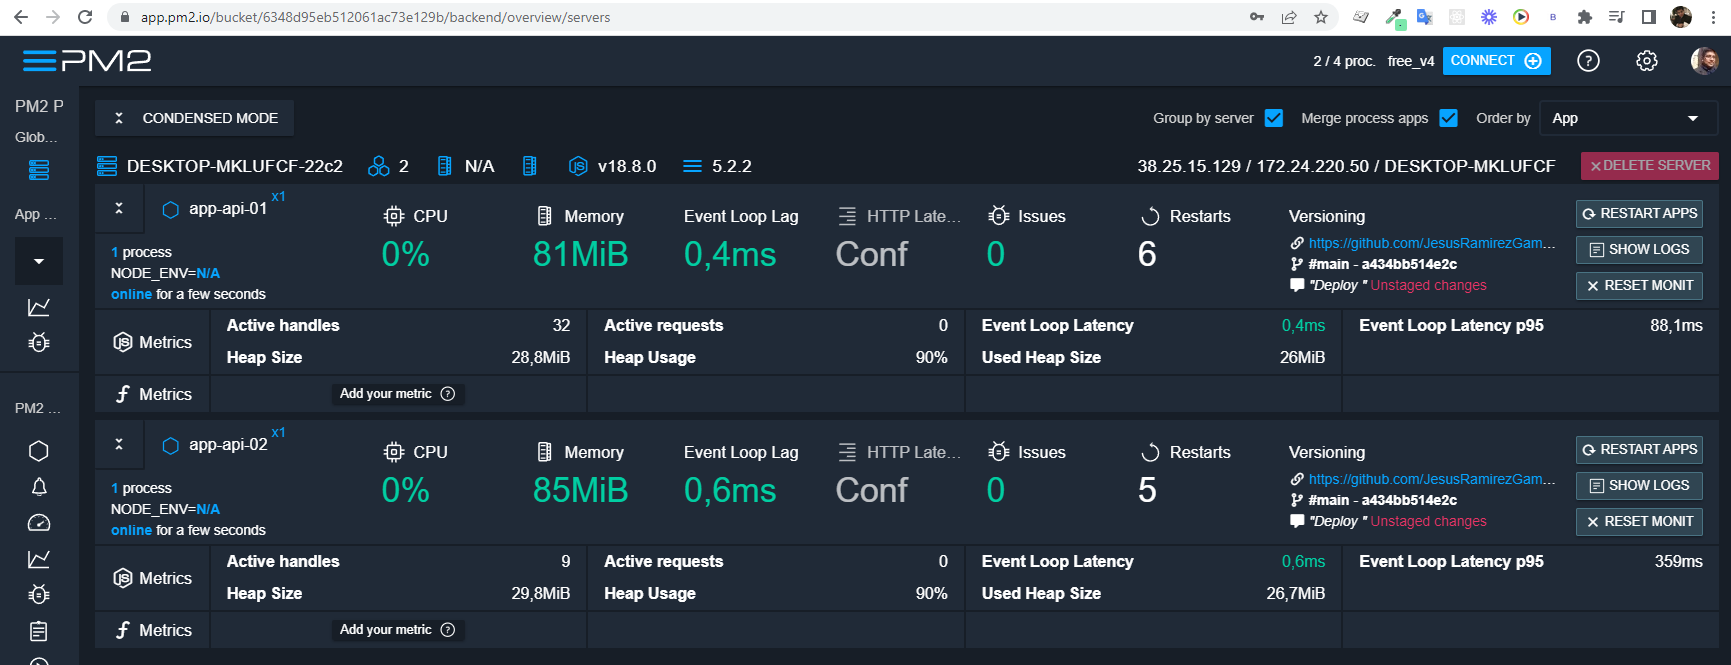 app.pm2.io/bucket/6348d95eb512061ac73e129b/backend/overview/servers
PM2
2 / 4 proc. free_v4 CONNECT
PM2 P
Glob...
App ...
PM2 ...
CONDENSED MODE
Group by server Merge process apps Order by App
DESKTOP-MKLUFCF-22c2 2 N/A v18.8.0 5.2.2 38.25.15.129 / 172.24.220.50 / DESKTOP-MKLUFCF DELETE SERVER
app-api-01 x1
1 process
NODE_ENV=N/A
online for a few seconds
CPU Memory Event Loop Lag HTTP Late... Issues Restarts Versioning
0% 81MiB 0,4ms Conf 0 6
https://github.com/JesusRamirezGam...
#main - a434bb514e2c
"Deploy " Unstaged changes
RESTART APPS
SHOW LOGS
RESET MONIT
Metrics
Active handles 32 Active requests 0 Event Loop Latency 0,4ms Event Loop Latency p95 88,1ms
Heap Size 28,8MiB Heap Usage 90% Used Heap Size 26MiB
Metrics Add your metric
app-api-02 x1
1 process
NODE_ENV=N/A
online for a few seconds
CPU Memory Event Loop Lag HTTP Late... Issues Restarts Versioning
0% 85MiB 0,6ms Conf 0 5
https://github.com/JesusRamirezGam...
#main - a434bb514e2c
"Deploy " Unstaged changes
RESTART APPS
SHOW LOGS
RESET MONIT
Metrics
Active handles 9 Active requests 0 Event Loop Latency 0,6ms Event Loop Latency p95 359ms
Heap Size 29,8MiB Heap Usage 90% Used Heap Size 26,7MiB
Metrics Add your metric